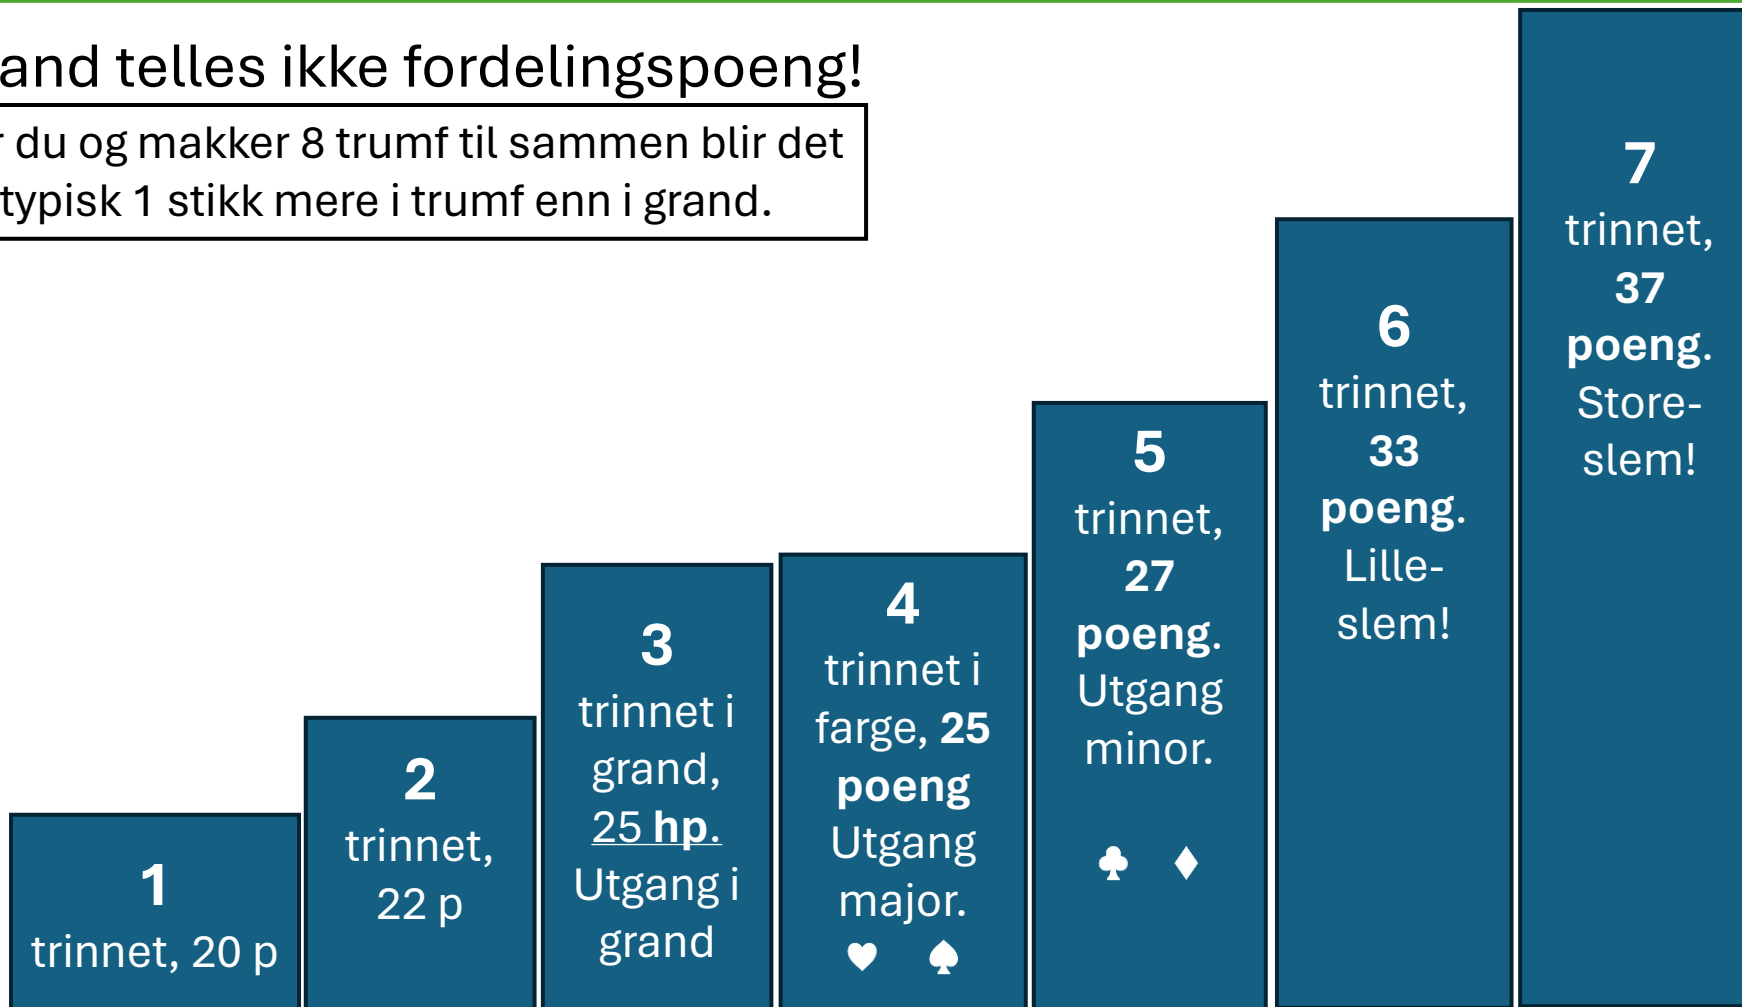 and telles ikke fordelingspoeng!
r du og makker 8 trumf til sammen blir det
typisk 1 stikk mere i trumf enn i grand.
1
trinnet, 20 p
2
trinnet,
22 p
3
trinnet i
grand,
25 hp.
Utgang i
grand
4
trinnet i
farge, 25
poeng
Utgang
major.
♥ ♠
5
trinnet,
27
poeng.
Utgang
minor.
♣ ♦
6
trinnet,
33
poeng.
Lille-
slem!
7
trinnet,
37
poeng.
Store-
slem!